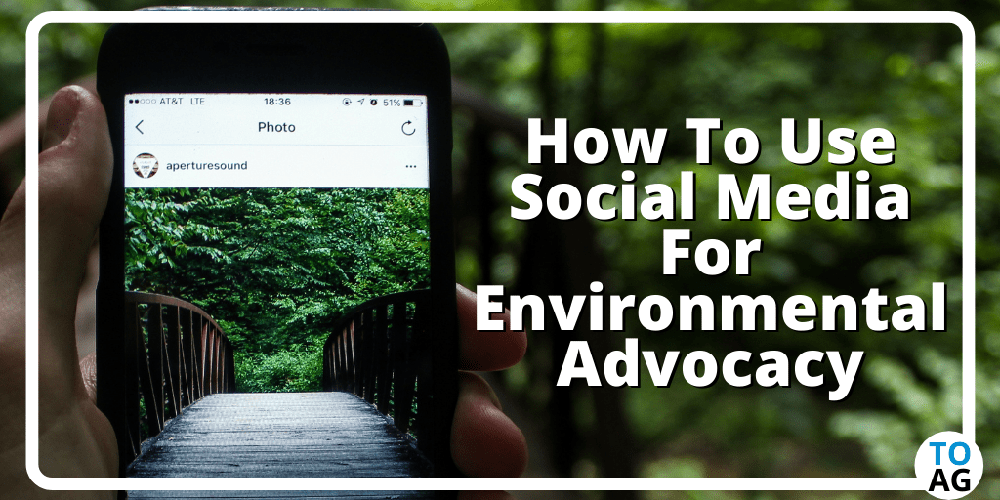 AT&T LTE 18:36 51%
Photo
aperturesound
How To Use
Social Media
For
Environmental
Advocacy
TO
AG